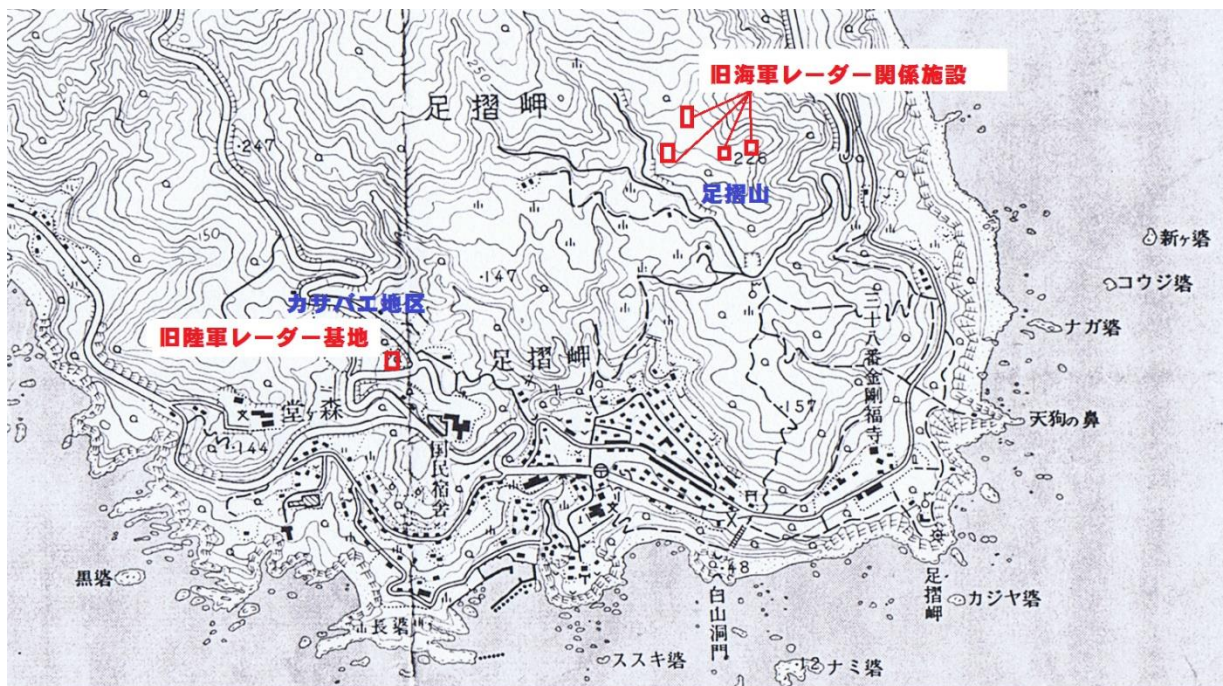 旧海軍レーダー関係施設
足摺岬
250
・247
226
足摺山
150
・147
新ヶ碆
コウジ碆
ナガ碆
カサバエ地区
旧陸軍レーダー基地
足摺岬
三十八番金剛福寺
・157
天狗の鼻
堂ヶ森
・144
国民宿舎
黒碆
長碆
・48
白山洞門
足摺岬
カジヤ碆
ススキ碆
12
ナミ碆